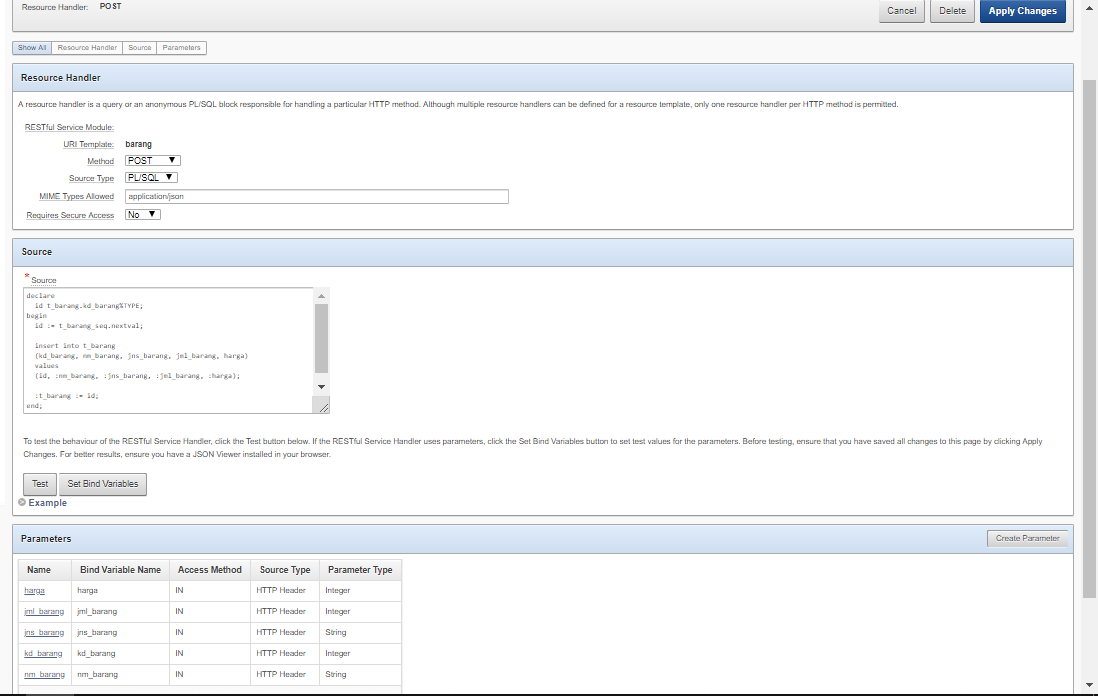 Resource Handler: POST
Cancel Delete Apply Changes
Show All Resource Handler Source Parameters
Resource Handler
A resource handler is a query or an anonymous PL/SQL block responsible for handling a particular HTTP method. Although multiple resource handlers can be defined for a resource template, only one resource handler per HTTP method is permitted.
RESTful Service Module:
URI Template: barang
Method POST
Source Type PL/SQL
MIME Types Allowed application/json
Requires Secure Access No
Source
* Source
declare
id t_barang.kd_barang%TYPE;
begin
id := t_barang_seq.nextval;
insert into t_barang
(kd_barang, nm_barang, jns_barang, jml_barang, harga)
values
(id, :nm_barang, :jns_barang, :jml_barang, :harga);
:t_barang := id;
end;
To test the behaviour of the RESTful Service Handler, click the Test button below. If the RESTful Service Handler uses parameters, click the Set Bind Variables button to set test values for the parameters. Before testing, ensure that you have saved all changes to this page by clicking Apply
Changes. For better results, ensure you have a JSON Viewer installed in your browser.
Test Set Bind Variables
Example
Parameters Create Parameter
Name Bind Variable Name Access Method Source Type Parameter Type
harga harga IN HTTP Header Integer
jml_barang jml_barang IN HTTP Header Integer
jns_barang jns_barang IN HTTP Header String
kd_barang kd_barang IN HTTP Header Integer
nm_barang nm_barang IN HTTP Header String